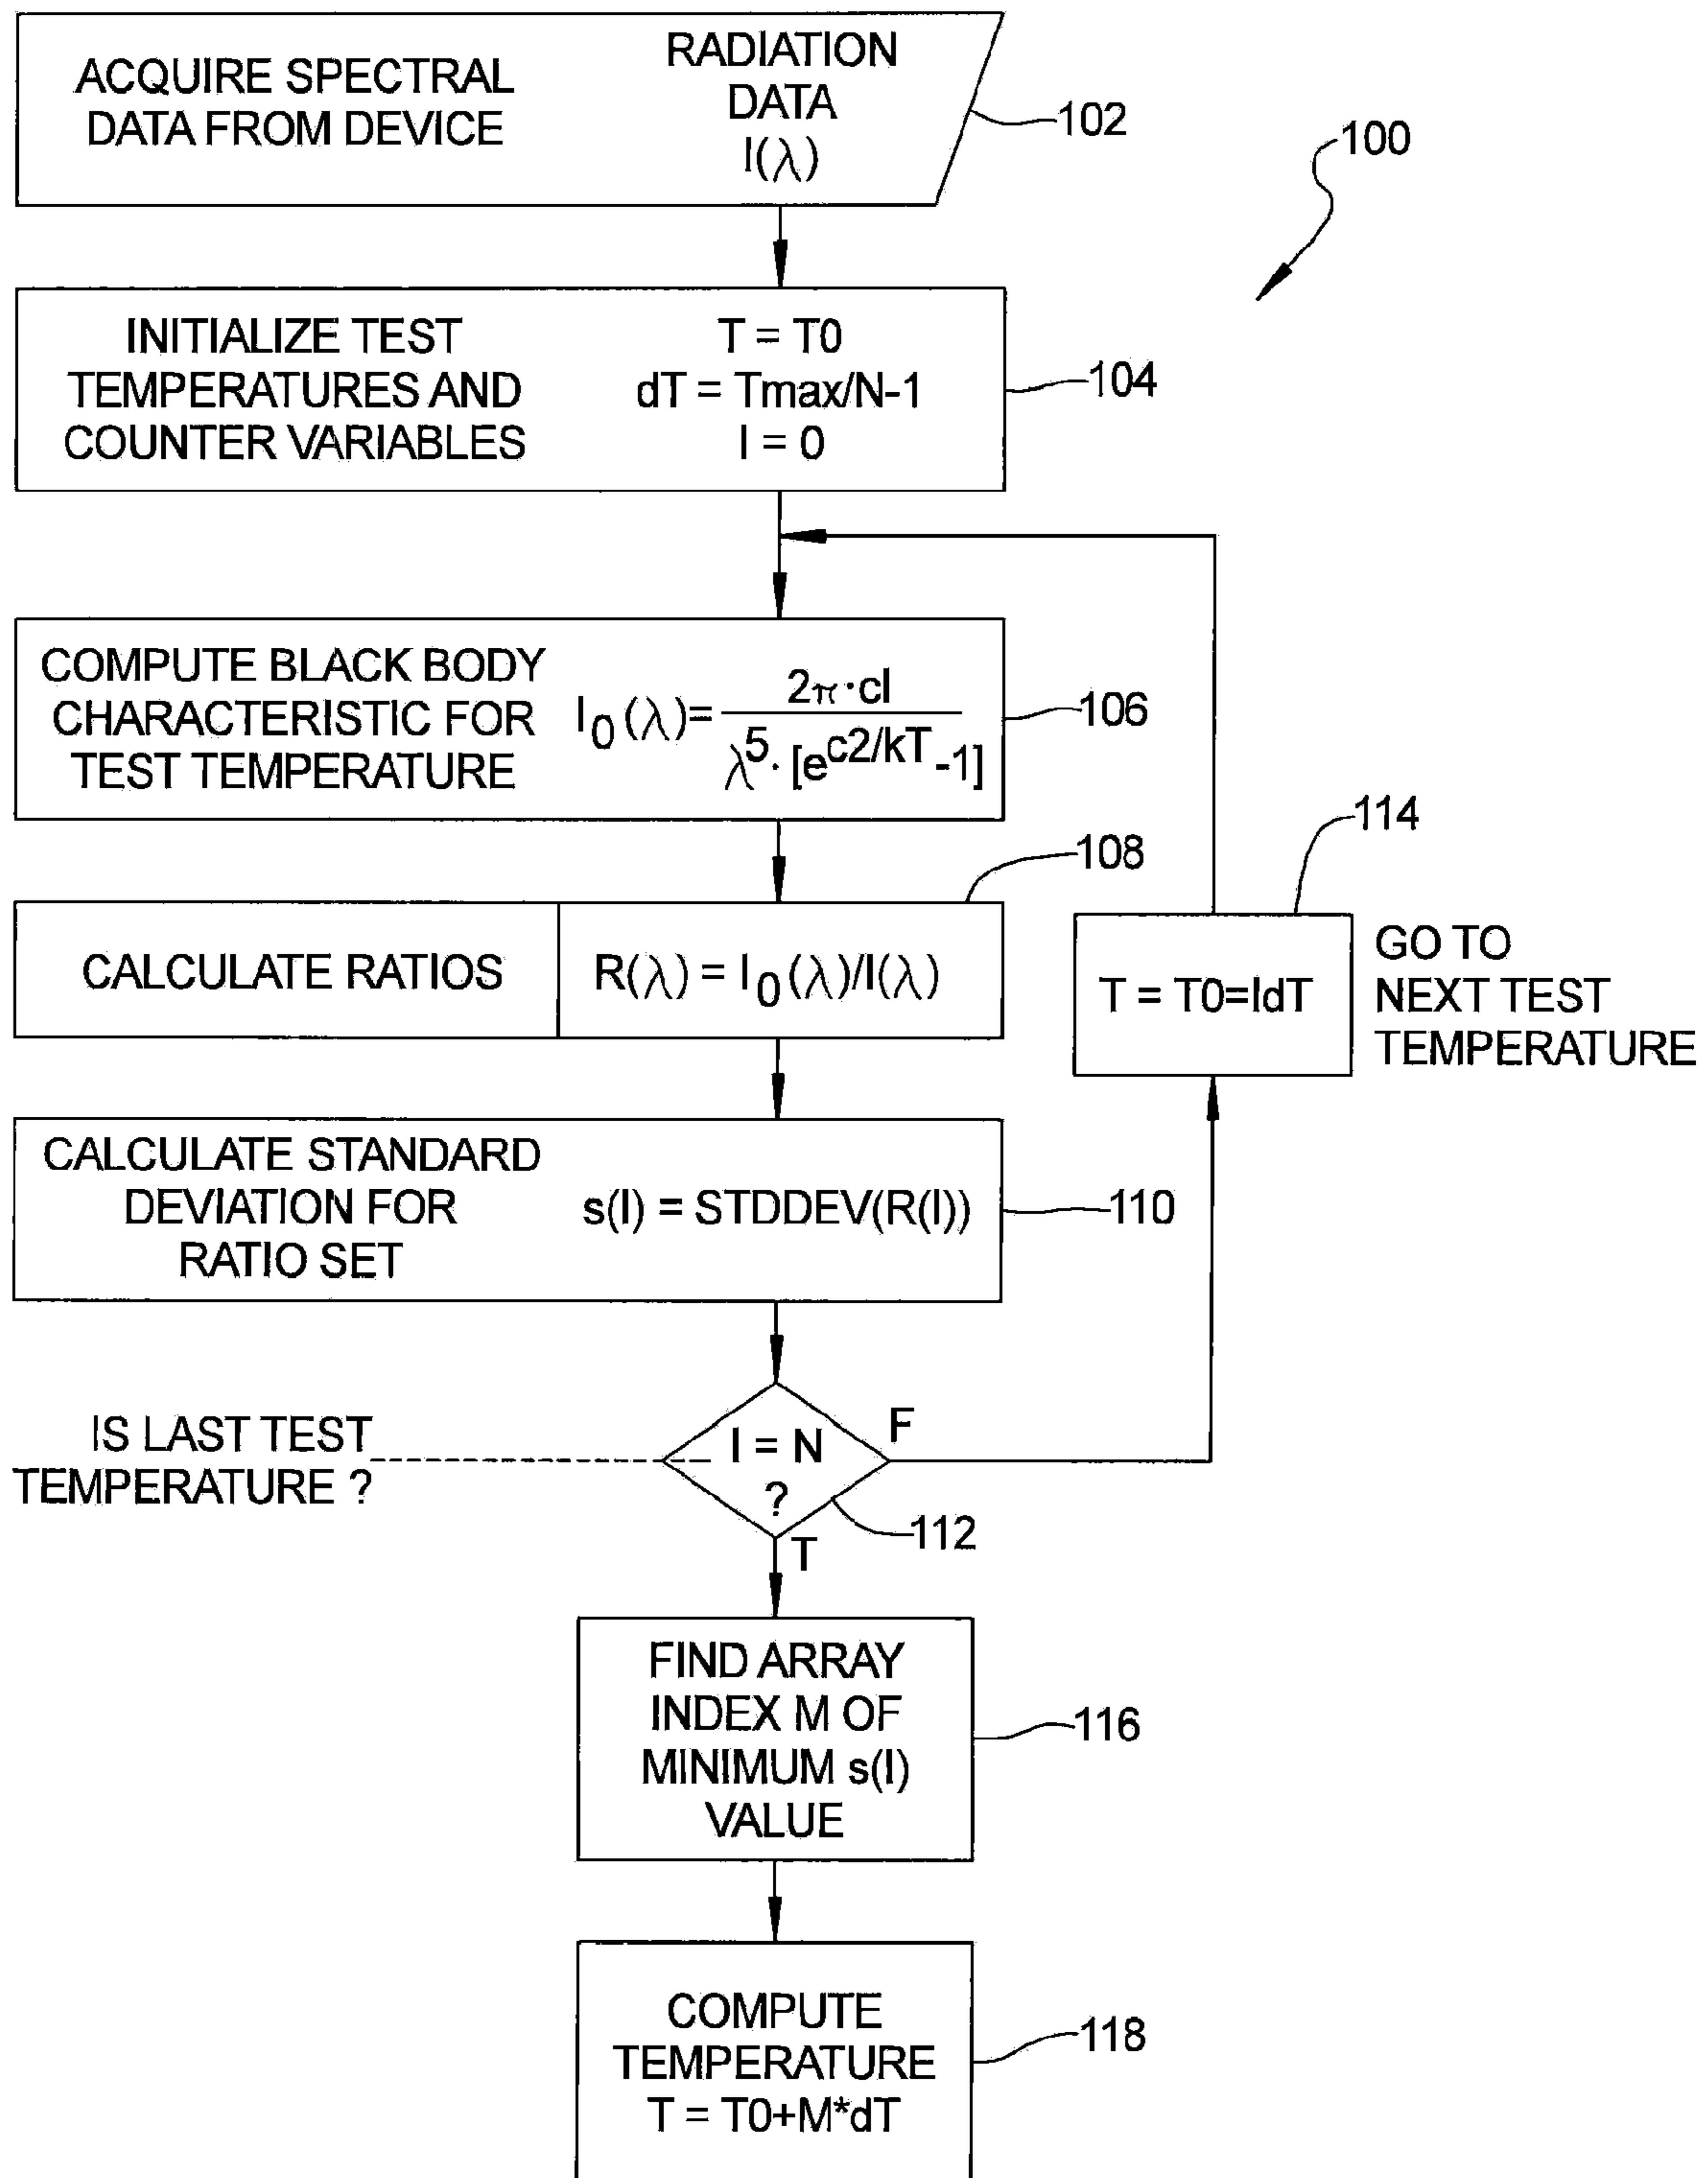 ACQUIRE SPECTRAL
DATA FROM DEVICE
RADIATION
DATA
I(λ)
102
100
INITIALIZE TEST
TEMPERATURES AND
COUNTER VARIABLES
T = T0
dT = Tmax/N-1
I = 0
104
COMPUTE BLACK BODY
CHARACTERISTIC FOR
TEST TEMPERATURE
I₀(λ)= 2π·cI / λ⁵·[e^c2/kT-1]
106
108
CALCULATE RATIOS
R(λ) = I₀(λ)/I(λ)
114
T = T0=IdT
GO TO
NEXT TEST
TEMPERATURE
CALCULATE STANDARD
DEVIATION FOR
RATIO SET
s(I) = STDDEV(R(I))
110
IS LAST TEST
TEMPERATURE ?
I = N
?
F
T
112
FIND ARRAY
INDEX M OF
MINIMUM s(I)
VALUE
116
COMPUTE
TEMPERATURE
T = T0+M*dT
118